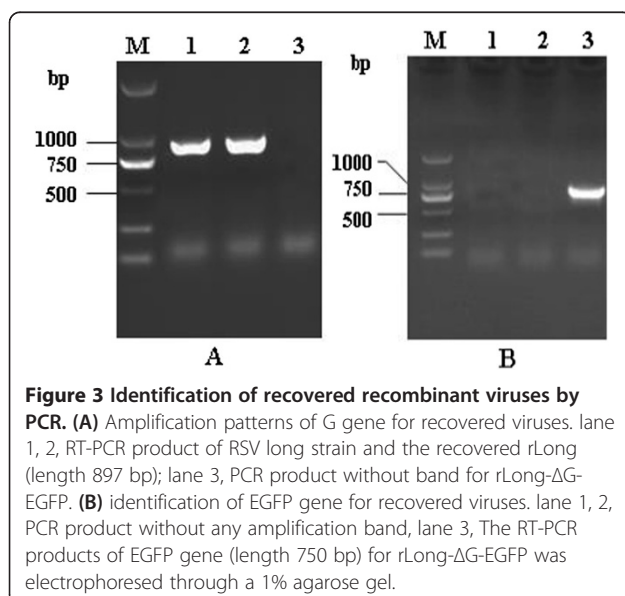 M 1 2 3
bp
1000
750
500
A
M 1 2 3
bp
1000
750
500
B
Figure 3 Identification of recovered recombinant viruses by
PCR. (A) Amplification patterns of G gene for recovered viruses. lane
1, 2, RT-PCR product of RSV long strain and the recovered rLong
(length 897 bp); lane 3, PCR product without band for rLong-ΔG-
EGFP. (B) identification of EGFP gene for recovered viruses. lane 1, 2,
PCR product without any amplification band, lane 3, The RT-PCR
products of EGFP gene (length 750 bp) for rLong-ΔG-EGFP was
electrophoresed through a 1% agarose gel.